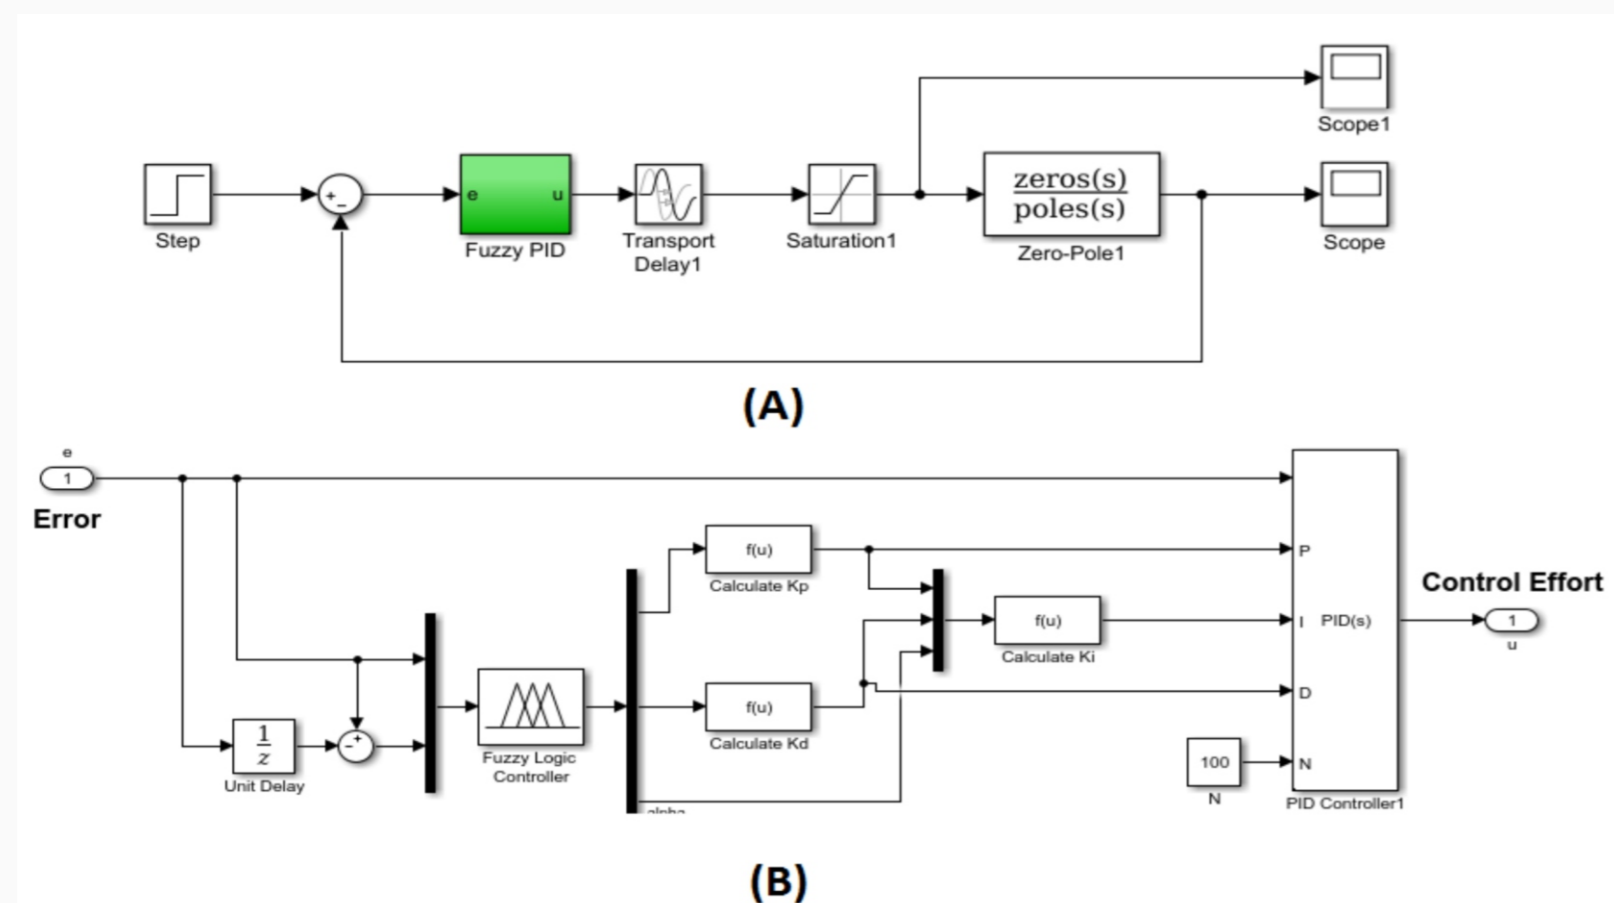 Scope1
zeros(s)
poles(s)
+
−
e
u
Scope
Step
Fuzzy PID
Transport
Delay1
Saturation1
Zero-Pole1
(A)
e
1
Error
f(u)
Calculate Kp
P
Control Effort
f(u)
Calculate Ki
I
PID(s)
1
u
D
f(u)
Calculate Kd
1
z
Unit Delay
-
+
Fuzzy Logic
Controller
alpha
100
N
N
PID Controller1
(B)